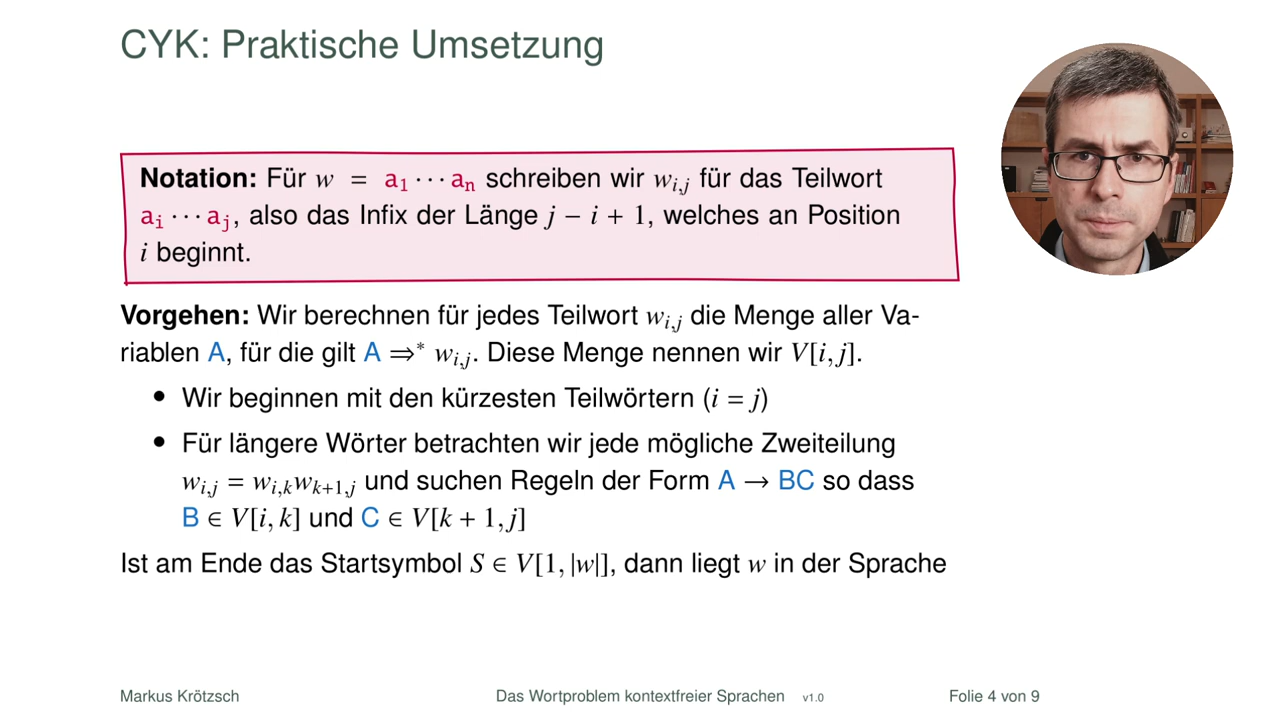 CYK: Praktische Umsetzung
Notation: Für w = a₁ ⋯ aₙ schreiben wir wᵢ,ⱼ für das Teilwort
aᵢ ⋯ aⱼ, also das Infix der Länge j − i + 1, welches an Position
i beginnt.
Vorgehen: Wir berechnen für jedes Teilwort wᵢ,ⱼ die Menge aller Va-
riablen A, für die gilt A ⇒* wᵢ,ⱼ. Diese Menge nennen wir V[i, j].
• Wir beginnen mit den kürzesten Teilwörtern (i = j)
• Für längere Wörter betrachten wir jede mögliche Zweiteilung
wᵢ,ⱼ = wᵢ,ₖwₖ₊₁,ⱼ und suchen Regeln der Form A → BC so dass
B ∈ V[i, k] und C ∈ V[k + 1, j]
Ist am Ende das Startsymbol S ∈ V[1, |w|], dann liegt w in der Sprache
Markus Krötzsch Das Wortproblem kontextfreier Sprachen v1.0 Folie 4 von 9